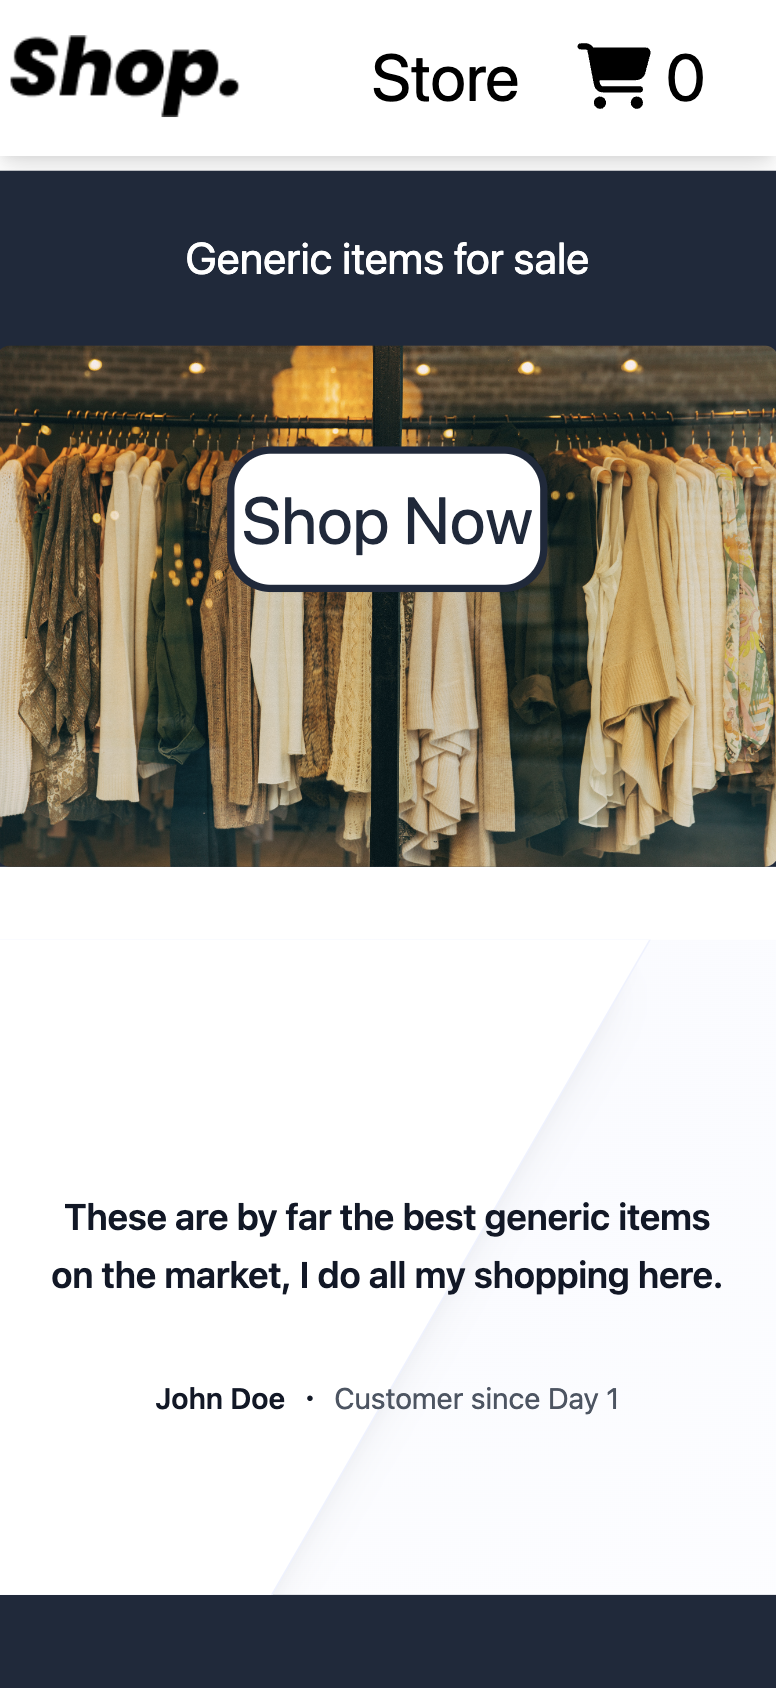 Shop.
Store 0
Generic items for sale
Shop Now
These are by far the best generic items
on the market, I do all my shopping here.
John Doe · Customer since Day 1